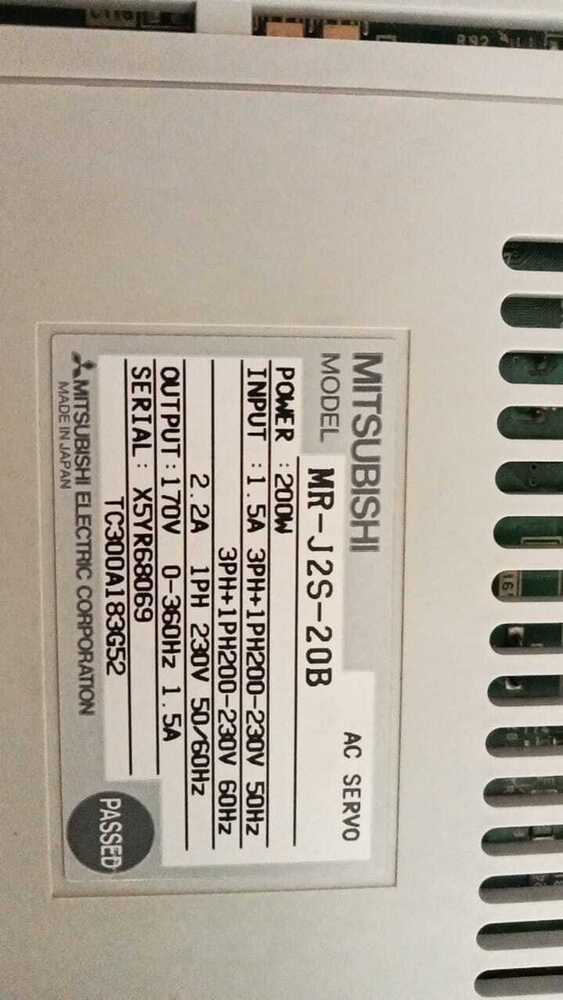 MITSUBISHI
AC SERVO
MODEL MR-J2S-20B
POWER :200W
INPUT :1.5A 3PH+1PH200-230V 50Hz
3PH+1PH200-230V 60Hz
2.2A 1PH 230V 50/60Hz
OUTPUT:170V 0-360Hz 1.5A
SERIAL: X5YR68069
TC300A183G52
MITSUBISHI ELECTRIC CORPORATION
MADE IN JAPAN
PASSED